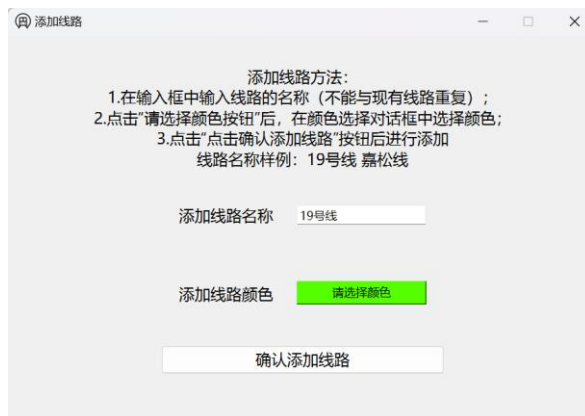 添加线路
添加线路方法：
1.在输入框中输入线路的名称（不能与现有线路重复）；
2.点击“请选择颜色按钮”后，在颜色选择对话框中选择颜色；
3.点击“点击确认添加线路”按钮后进行添加
线路名称样例：19号线 嘉松线
添加线路名称 19号线
添加线路颜色 请选择颜色
确认添加线路